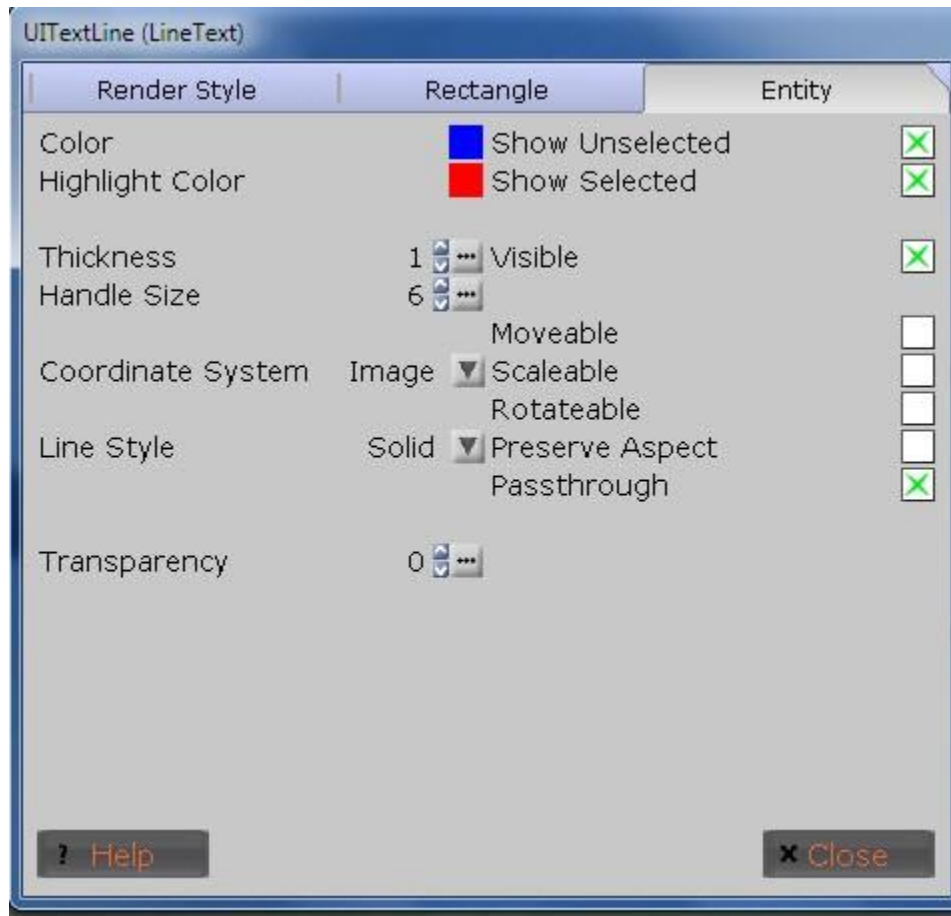 UITextLine (LineText)
Render Style Rectangle Entity
Color Show Unselected
Highlight Color Show Selected
Thickness 1 ... Visible
Handle Size 6 ...
Moveable
Coordinate System Image Scaleable
Rotateable
Line Style Solid Preserve Aspect
Passthrough
Transparency 0 ...
? Help × Close